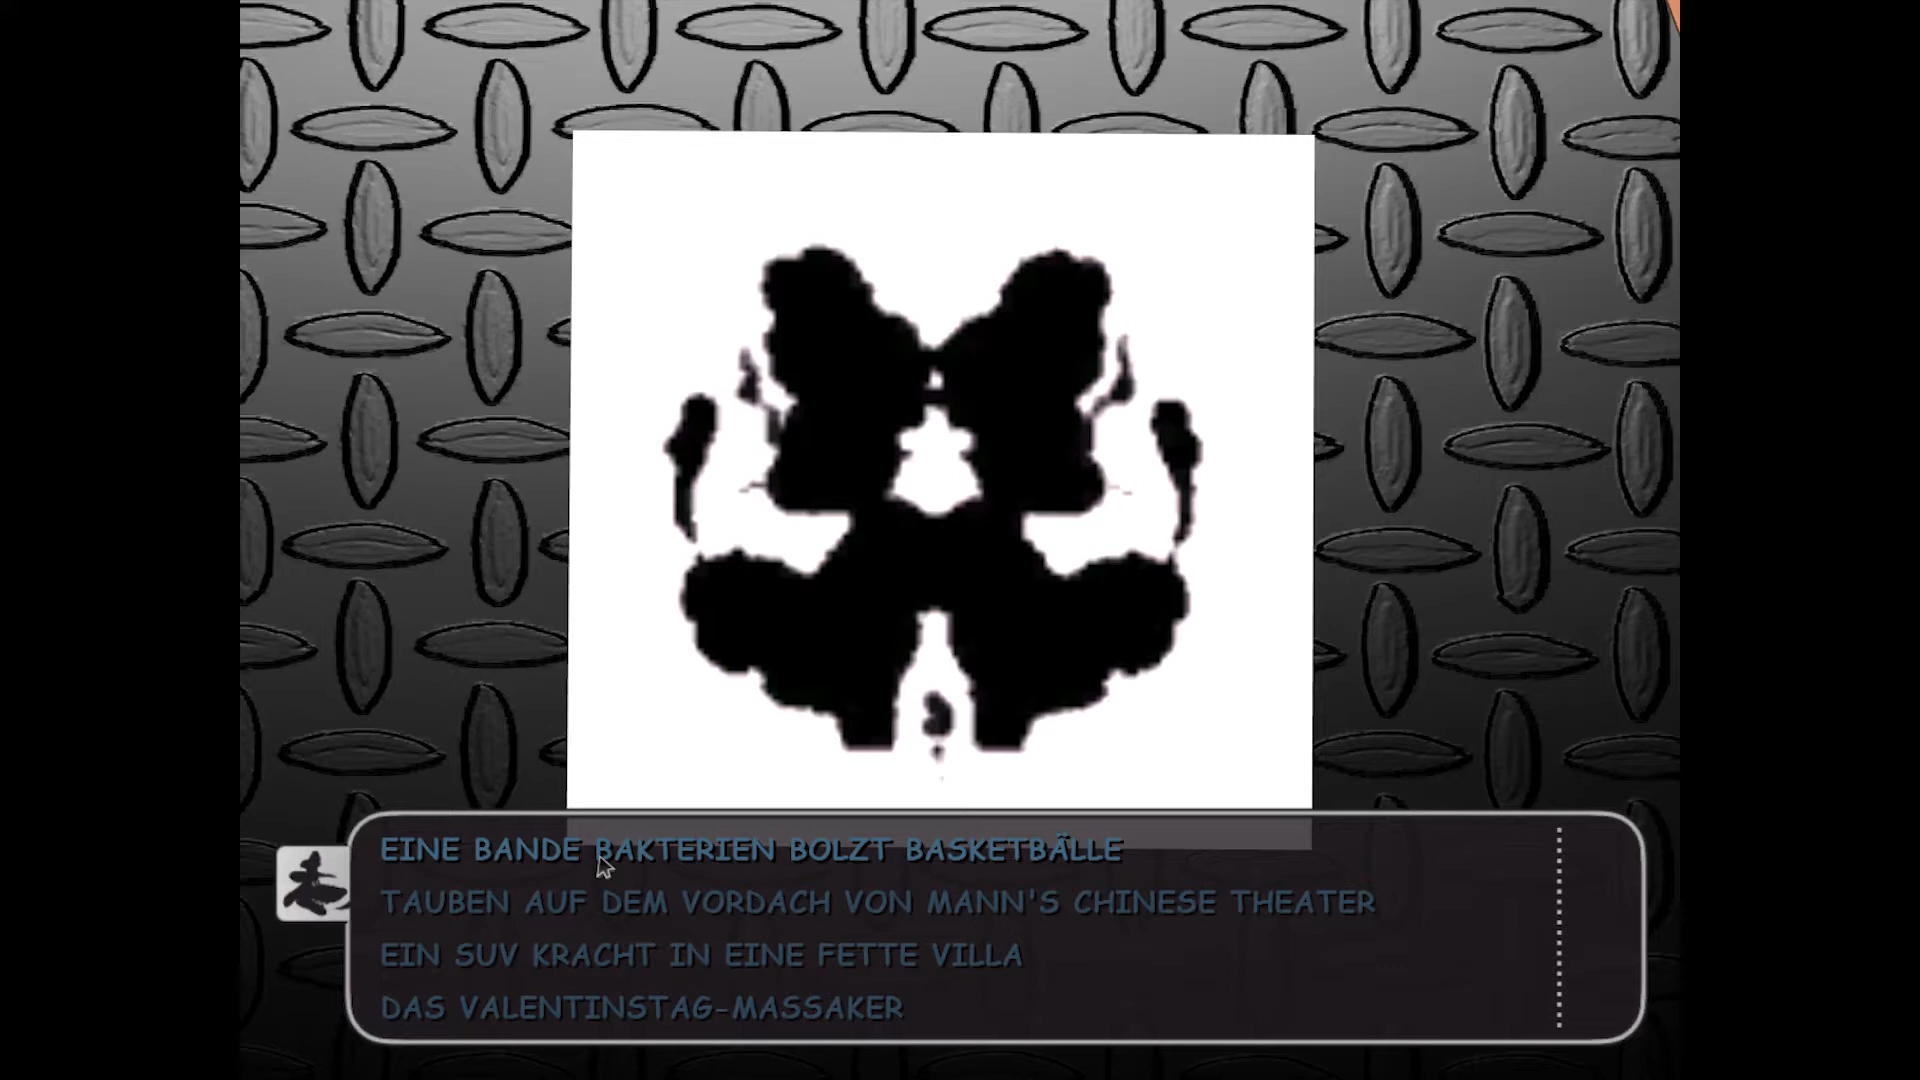 EINE BANDE BAKTERIEN BOLZT BASKETBÄLLE
TAUBEN AUF DEM VORDACH VON MANN'S CHINESE THEATER
EIN SUV KRACHT IN EINE FETTE VILLA
DAS VALENTINSTAG-MASSAKER